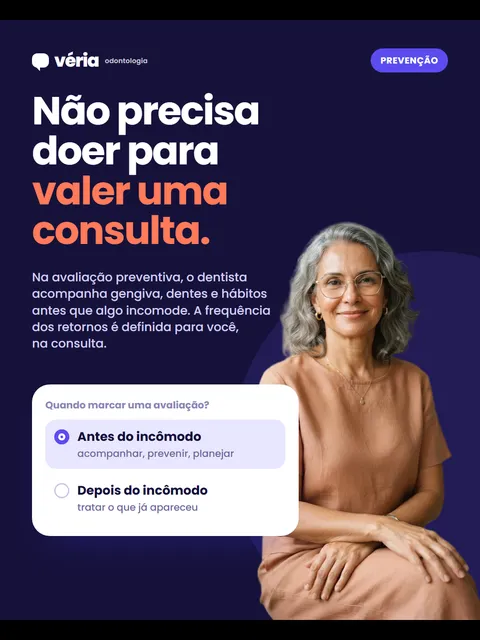 véria odontologia
PREVENÇÃO
Não precisa
doer para
valer uma
consulta.
Na avaliação preventiva, o dentista
acompanha gengiva, dentes e hábitos
antes que algo incomode. A frequência
dos retornos é definida para você,
na consulta.
Quando marcar uma avaliação?
Antes do incômodo
acompanhar, prevenir, planejar
Depois do incômodo
tratar o que já apareceu